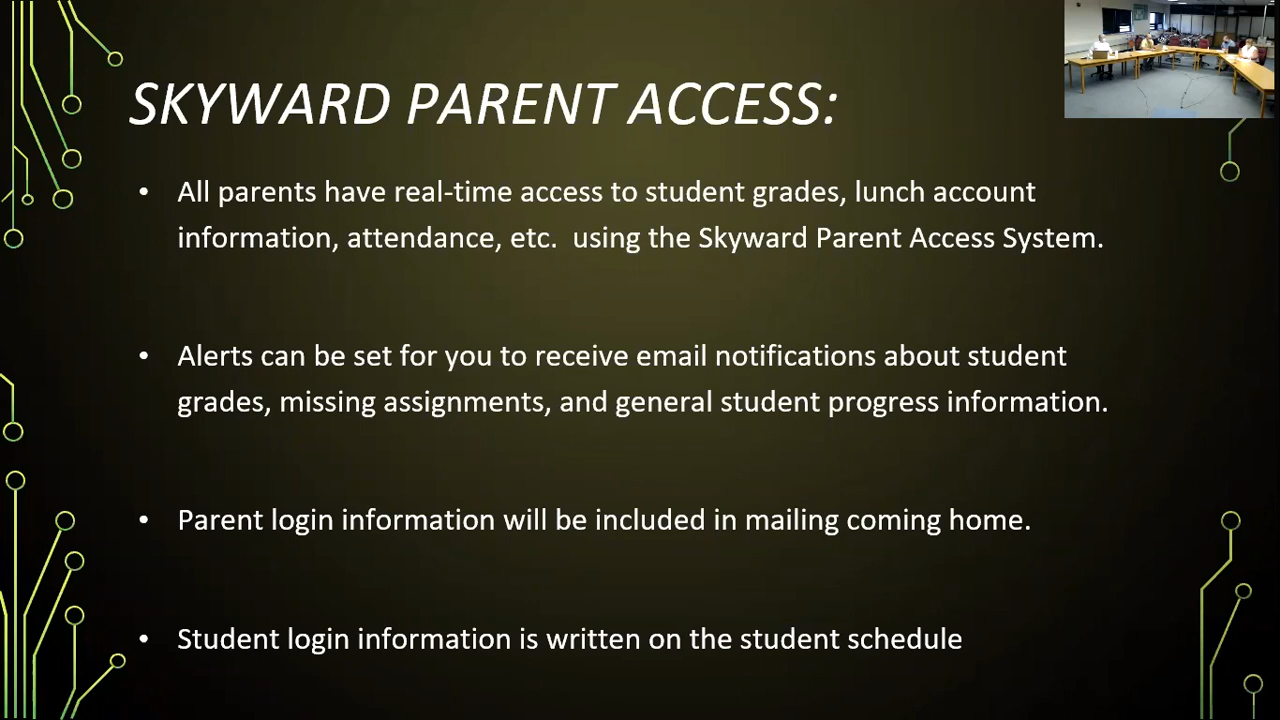 SKYWARD PARENT ACCESS:
• All parents have real-time access to student grades, lunch account
information, attendance, etc.  using the Skyward Parent Access System.
• Alerts can be set for you to receive email notifications about student
grades, missing assignments, and general student progress information.
• Parent login information will be included in mailing coming home.
• Student login information is written on the student schedule